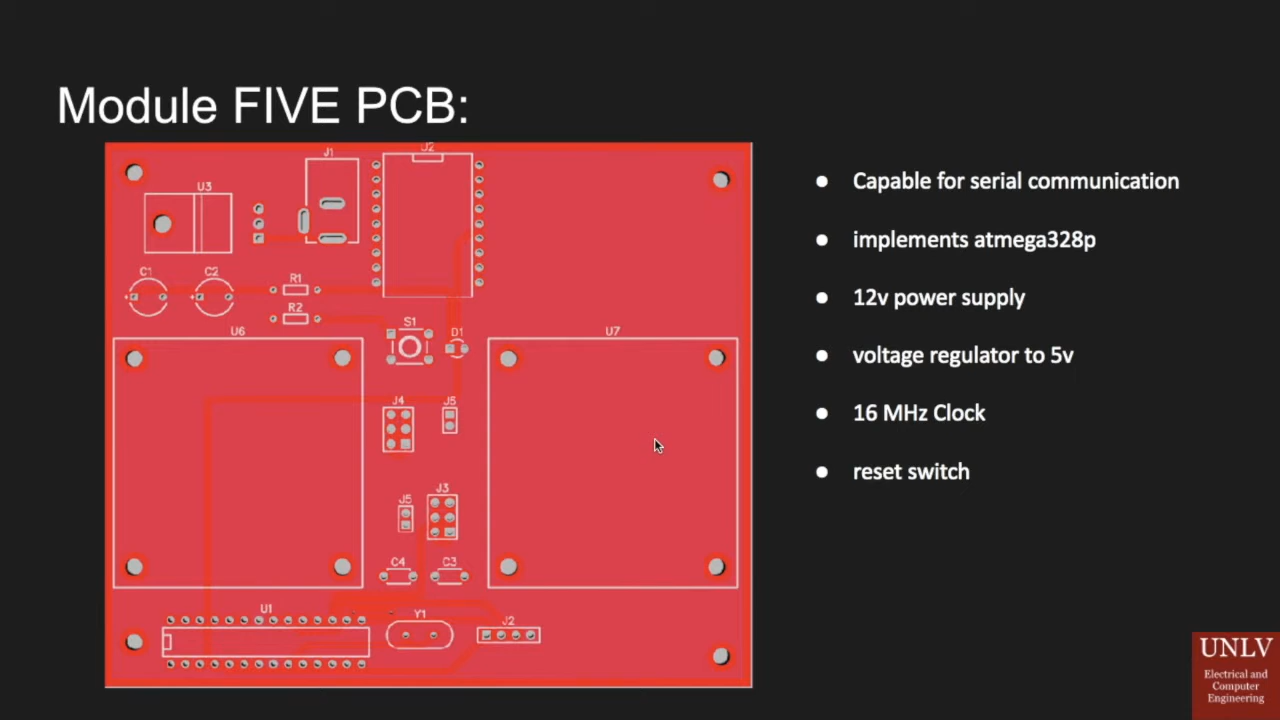 Module FIVE PCB:
J1
J2
U3
C1
C2
R1
R2
S1
D1
U6
U7
J4
J5
J5
J3
C4
C3
U1
Y1
J2
Capable for serial communication
implements atmega328p
12v power supply
voltage regulator to 5v
16 MHz Clock
reset switch
UNLV
Electrical and
Computer
Engineering